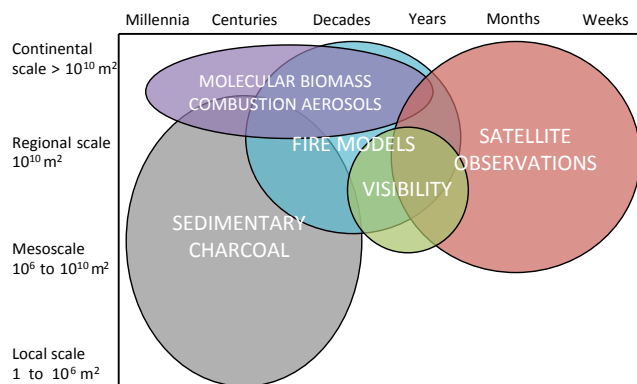 Millennia Centuries Decades Years Months Weeks
Continental
scale > 10¹⁰ m²
MOLECULAR BIOMASS
COMBUSTION AEROSOLS
Regional scale
10¹⁰ m²
FIRE MODELS
SATELLITE
OBSERVATIONS
VISIBILITY
SEDIMENTARY
CHARCOAL
Mesoscale
10⁶ to 10¹⁰ m²
Local scale
1 to 10⁶ m²